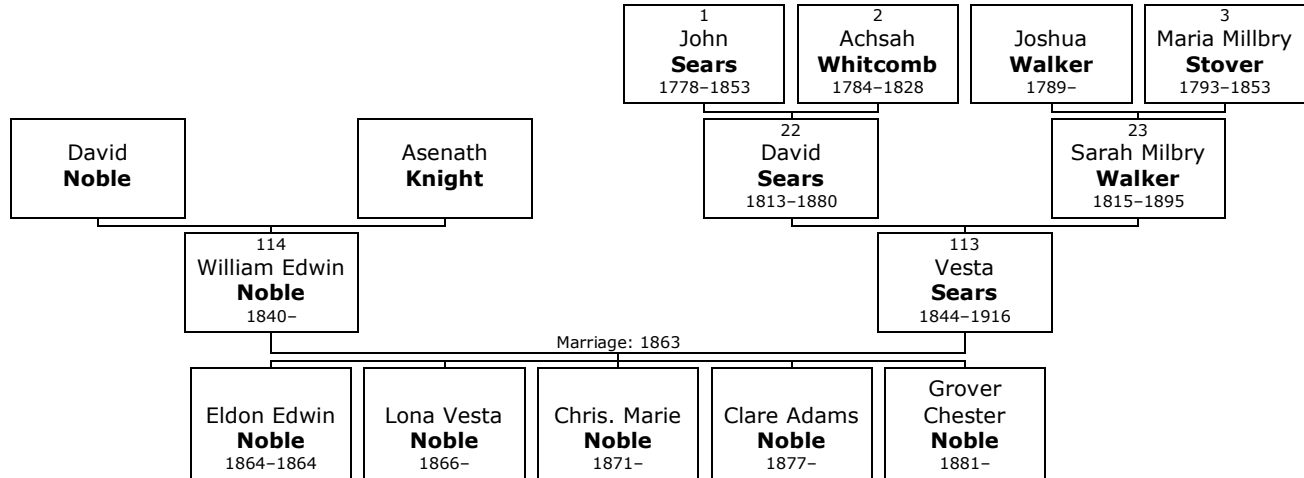 1
John
Sears
1778–1853
2
Achsah
Whitcomb
1784–1828
Joshua
Walker
1789–
3
Maria Millbry
Stover
1793–1853
David
Noble
Asenath
Knight
22
David
Sears
1813–1880
23
Sarah Milbry
Walker
1815–1895
114
William Edwin
Noble
1840–
113
Vesta
Sears
1844–1916
Marriage: 1863
Eldon Edwin
Noble
1864–1864
Lona Vesta
Noble
1866–
Chris. Marie
Noble
1871–
Clare Adams
Noble
1877–
Grover
Chester
Noble
1881–